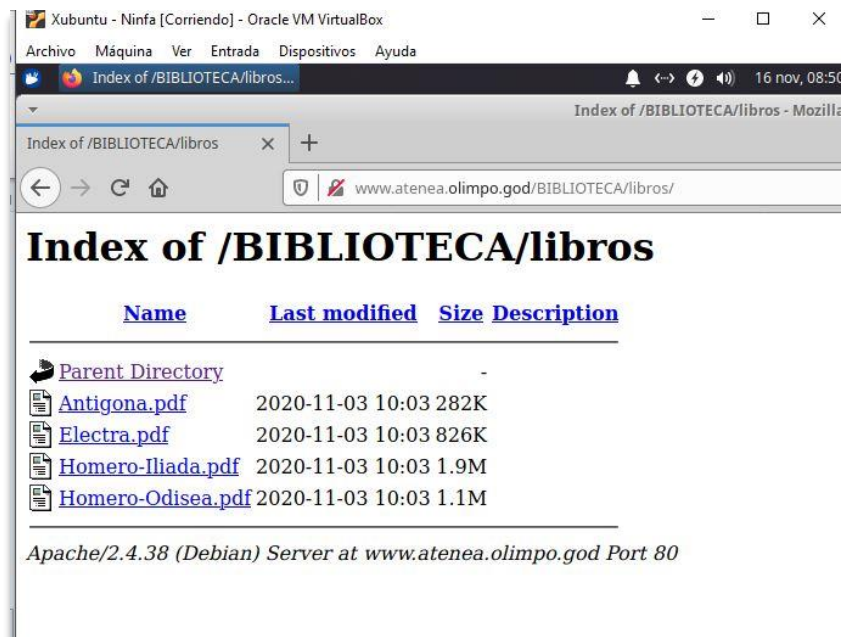 Xubuntu - Ninfa [Corriendo] - Oracle VM VirtualBox
Archivo Máquina Ver Entrada Dispositivos Ayuda
Index of /BIBLIOTECA/libros... 16 nov, 08:50
Index of /BIBLIOTECA/libros - Mozilla
Index of /BIBLIOTECA/libros
www.atenea.olimpo.god/BIBLIOTECA/libros/
Index of /BIBLIOTECA/libros
Name Last modified Size Description
Parent Directory -
Antigona.pdf 2020-11-03 10:03 282K
Electra.pdf 2020-11-03 10:03 826K
Homero-Iliada.pdf 2020-11-03 10:03 1.9M
Homero-Odisea.pdf 2020-11-03 10:03 1.1M
Apache/2.4.38 (Debian) Server at www.atenea.olimpo.god Port 80